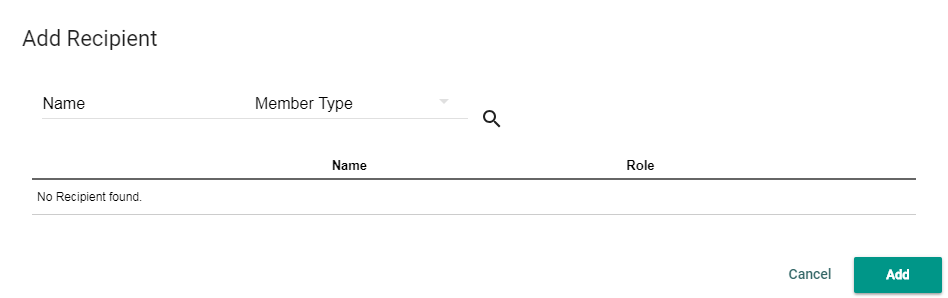 Add Recipient
Name Member Type
Name Role
No Recipient found.
Cancel Add